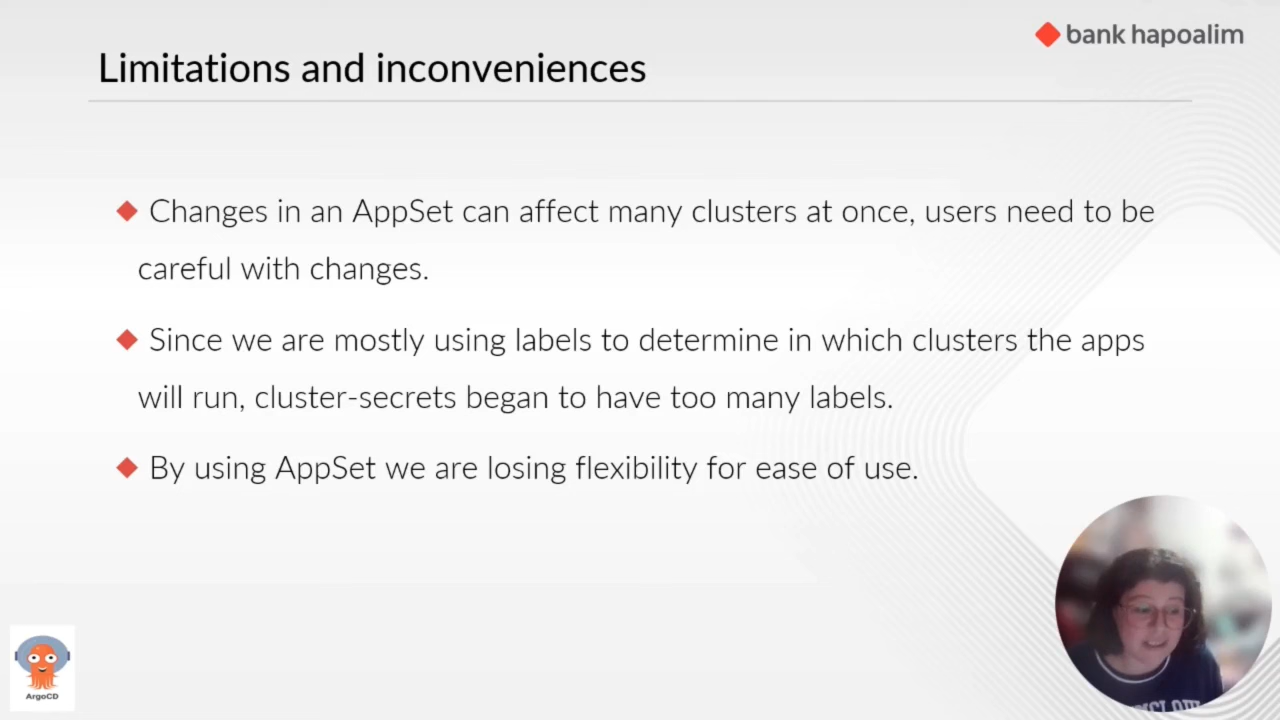 bank hapoalim
Limitations and inconveniences
Changes in an AppSet can affect many clusters at once, users need to be
careful with changes.
Since we are mostly using labels to determine in which clusters the apps
will run, cluster-secrets began to have too many labels.
By using AppSet we are losing flexibility for ease of use.
ArgoCD